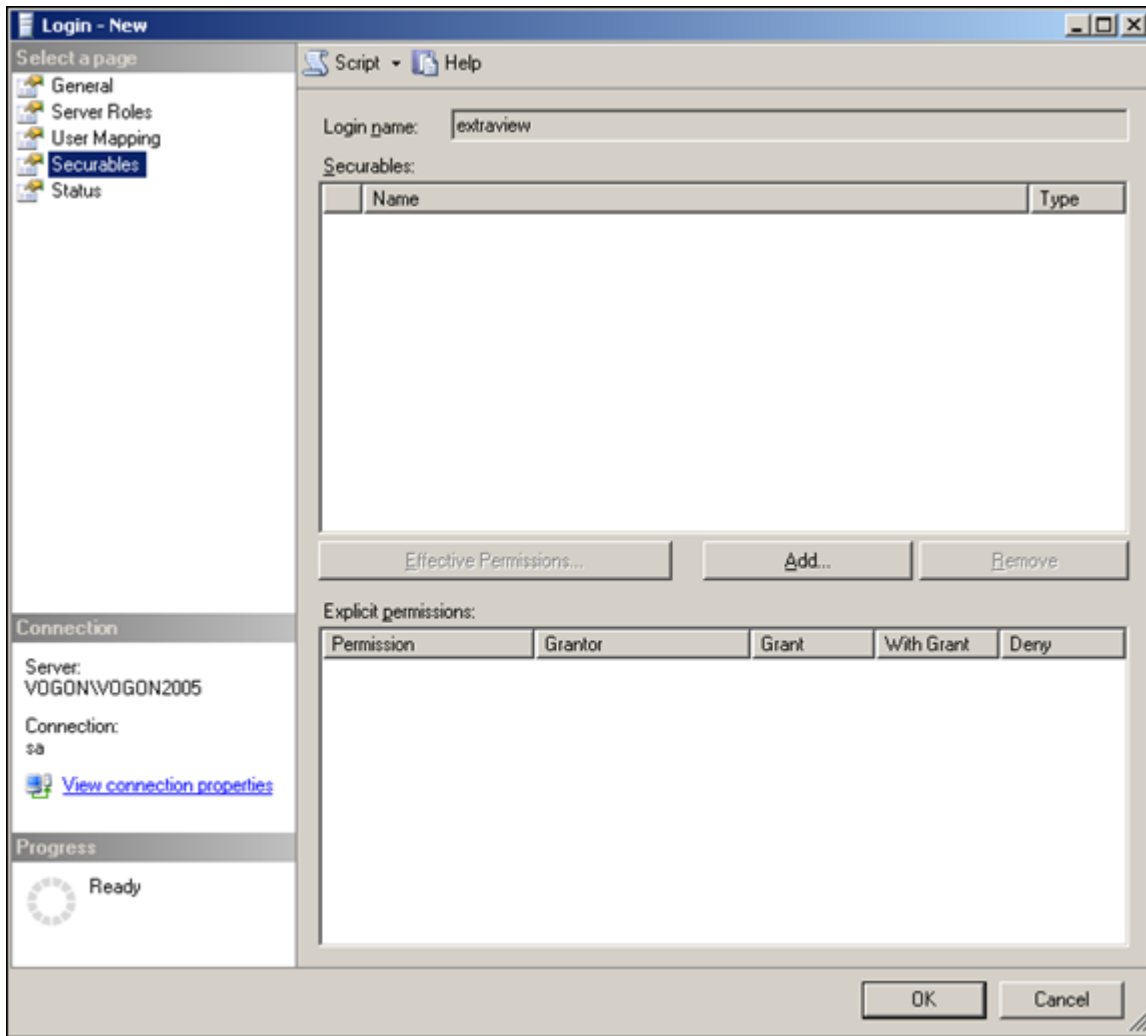 Login - New
Select a page
General
Server Roles
User Mapping
Securables
Status
Script Help
Login name: extraview
Securables:
Name Type
Effective Permissions... Add... Remove
Explicit permissions:
Permission Grantor Grant With Grant Deny
Connection
Server:
VOGON\VOGON2005
Connection:
sa
View connection properties
Progress
Ready
OK Cancel